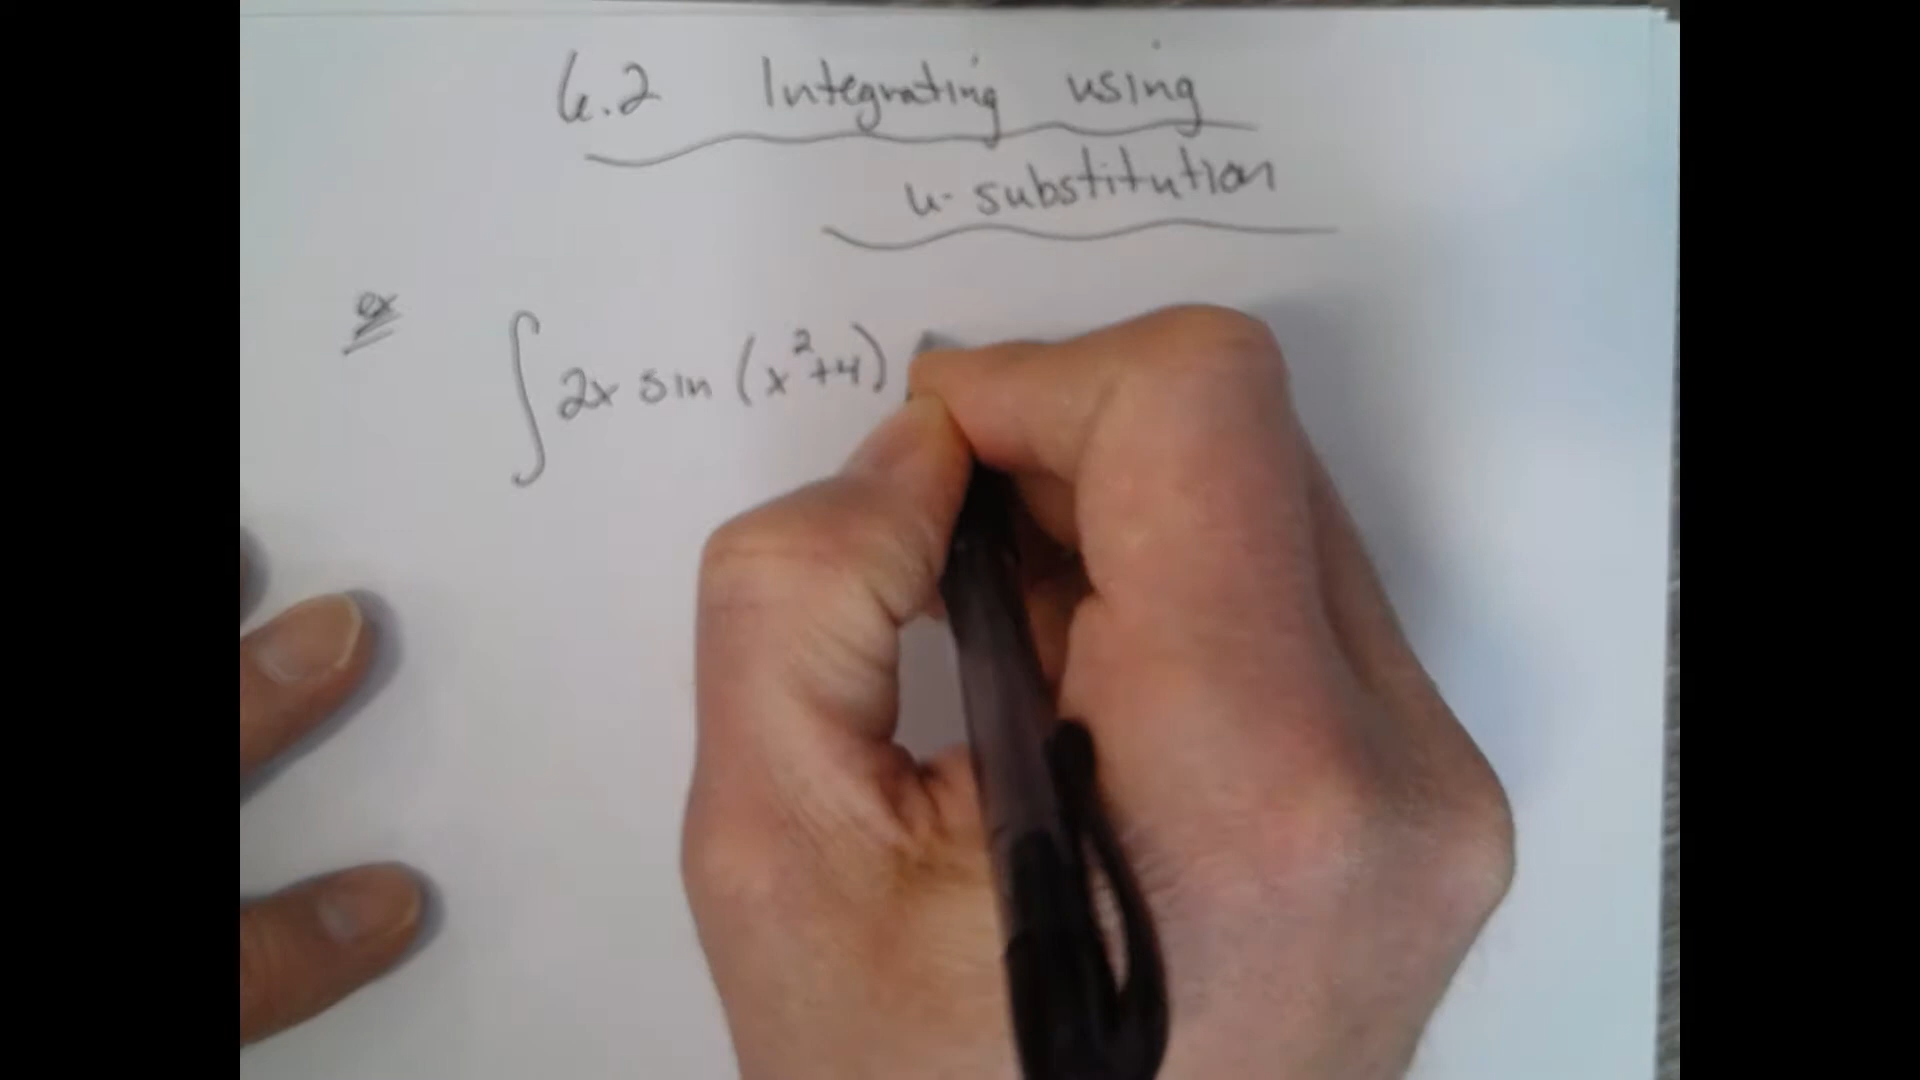 6.2 Integrating using
u-substitution
ex ∫ 2x sin (x²+4)